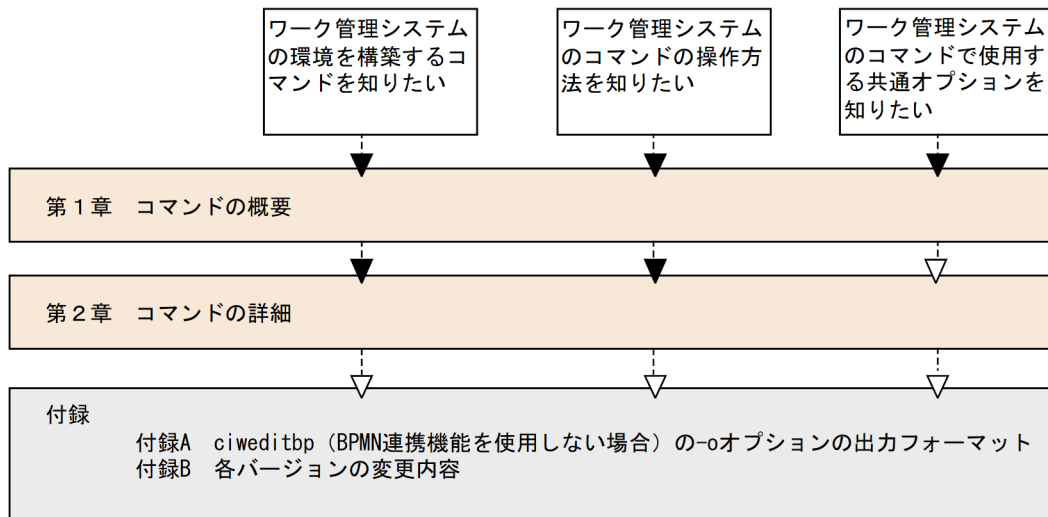 ワーク管理システム
の環境を構築するコ
マンドを知りたい
ワーク管理システム
のコマンドの操作方
法を知りたい
ワーク管理システム
のコマンドで使用す
る共通オプションを
知りたい
第1章　コマンドの概要
第2章　コマンドの詳細
付録
付録A　ciweditbp（BPMN連携機能を使用しない場合）の-oオプションの出力フォーマット
付録B　各バージョンの変更内容